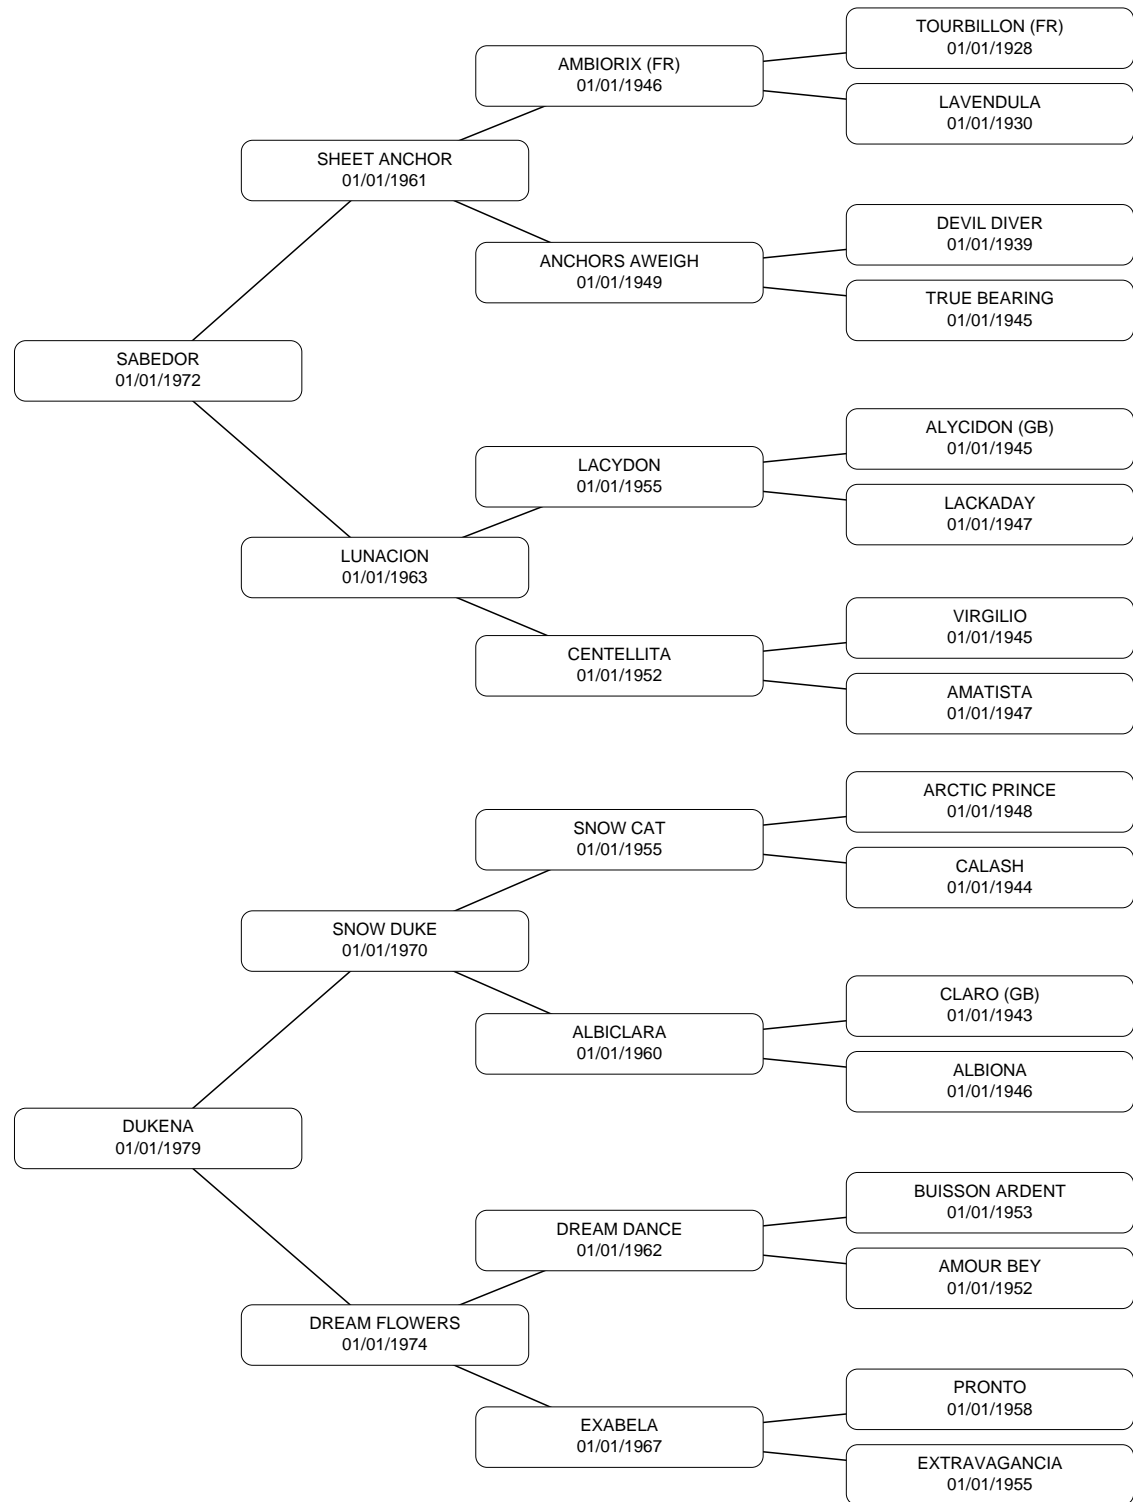 TOURBILLON (FR)
01/01/1928
AMBIORIX (FR)
01/01/1946
LAVENDULA
01/01/1930
SHEET ANCHOR
01/01/1961
DEVIL DIVER
01/01/1939
ANCHORS AWEIGH
01/01/1949
TRUE BEARING
01/01/1945
SABEDOR
01/01/1972
ALYCIDON (GB)
01/01/1945
LACYDON
01/01/1955
LACKADAY
01/01/1947
LUNACION
01/01/1963
VIRGILIO
01/01/1945
CENTELLITA
01/01/1952
AMATISTA
01/01/1947
ARCTIC PRINCE
01/01/1948
SNOW CAT
01/01/1955
CALASH
01/01/1944
SNOW DUKE
01/01/1970
CLARO (GB)
01/01/1943
ALBICLARA
01/01/1960
ALBIONA
01/01/1946
DUKENA
01/01/1979
BUISSON ARDENT
01/01/1953
DREAM DANCE
01/01/1962
AMOUR BEY
01/01/1952
DREAM FLOWERS
01/01/1974
PRONTO
01/01/1958
EXABELA
01/01/1967
EXTRAVAGANCIA
01/01/1955